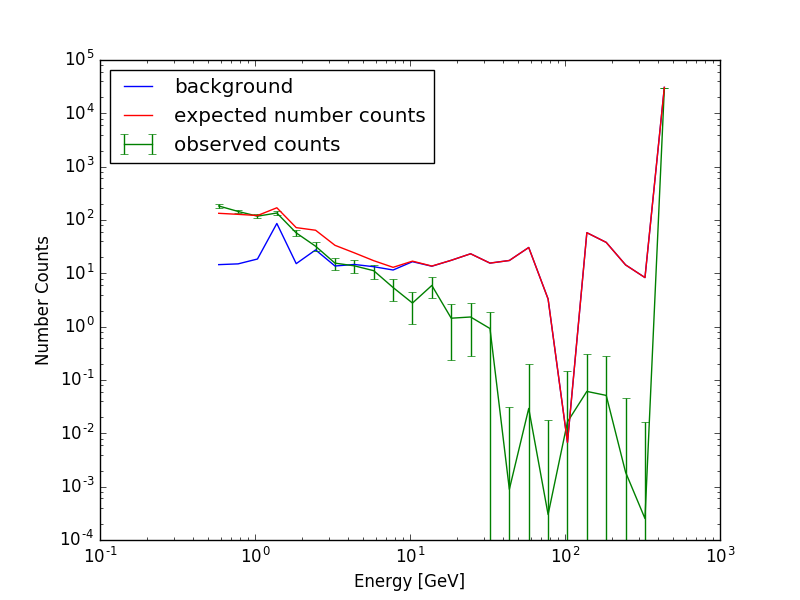 10^5
10^4
10^3
10^2
10^1
10^0
10^-1
10^-2
10^-3
10^-4
Number Counts
background
expected number counts
observed counts
10^-1 10^0 10^1 10^2 10^3
Energy [GeV]